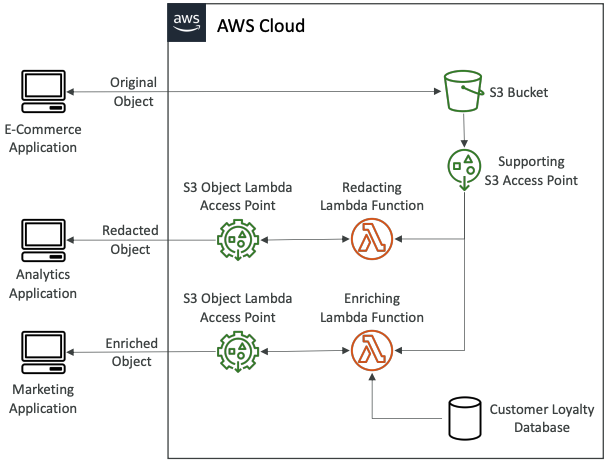 aws
AWS Cloud
Original
Object
E-Commerce
Application
S3 Bucket
Supporting
S3 Access Point
S3 Object Lambda
Access Point
Redacting
Lambda Function
Redacted
Object
Analytics
Application
S3 Object Lambda
Access Point
Enriching
Lambda Function
Enriched
Object
Marketing
Application
Customer Loyalty
Database